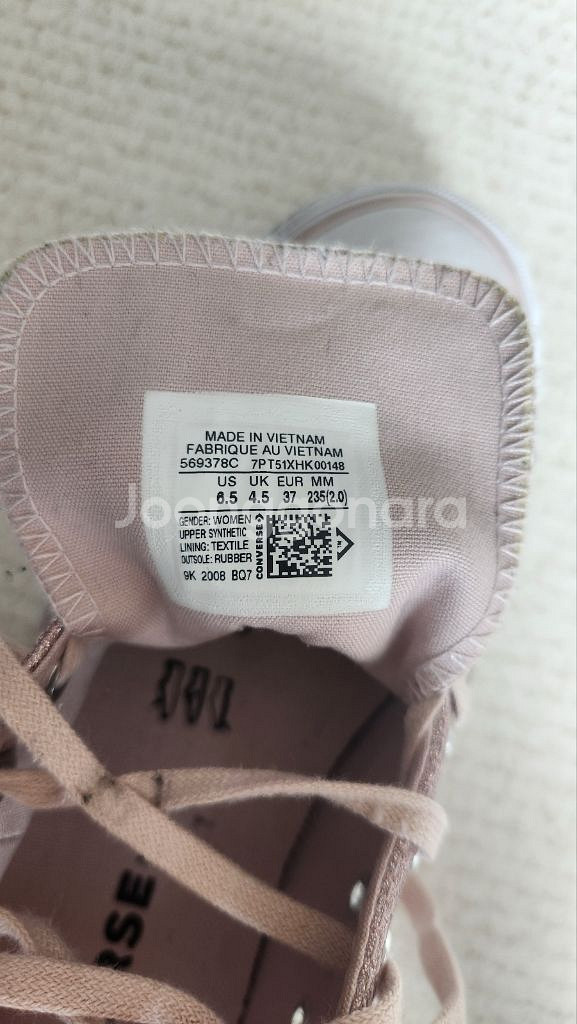 MADE IN VIETNAM
FABRIQUE AU VIETNAM
569378C 7PT51XHK00148
US UK EUR MM
6.5 4.5 37 235(2.0)
GENDER: WOMEN
UPPER SYNTHETIC
LINING: TEXTILE
OUTSOLE: RUBBER
9K 2008 BQ7
CONVERSE
RSE